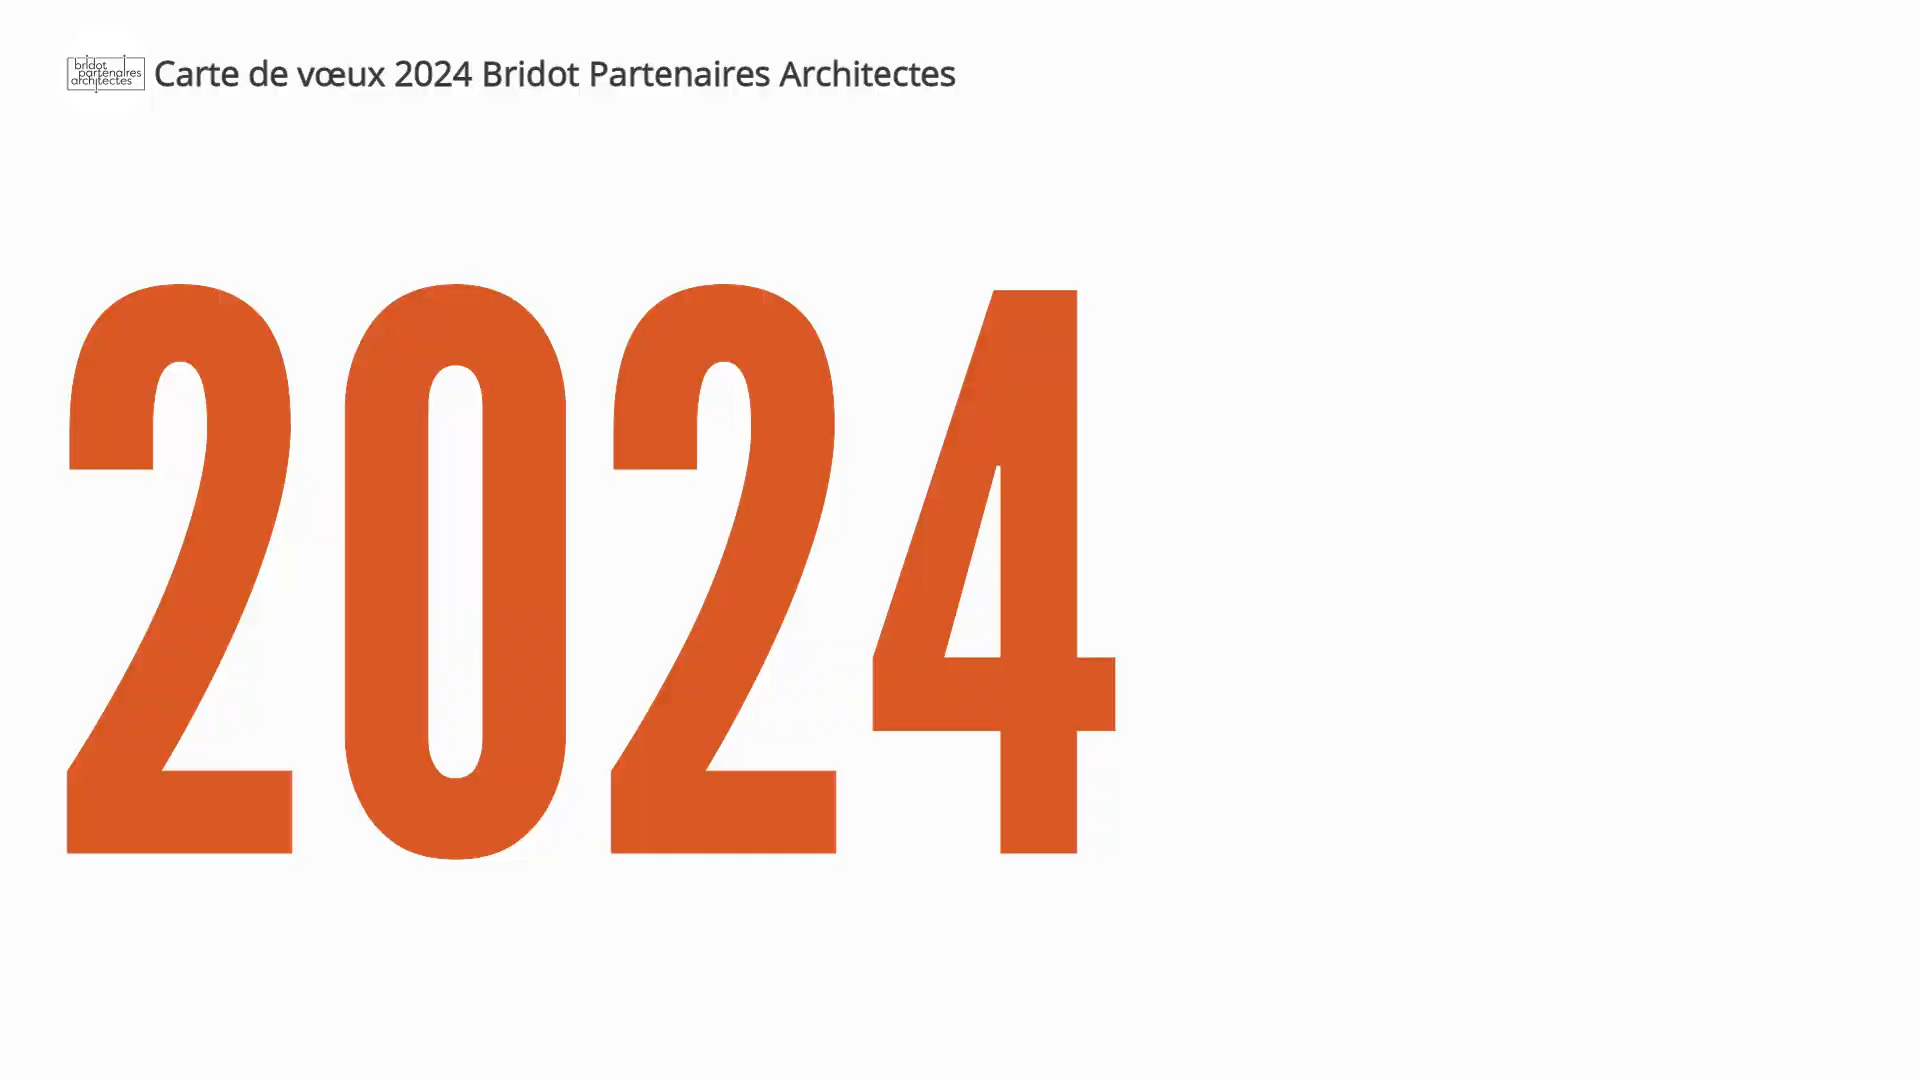 bridot
partenaires
architectes
Carte de vœux 2024 Bridot Partenaires Architectes
2024